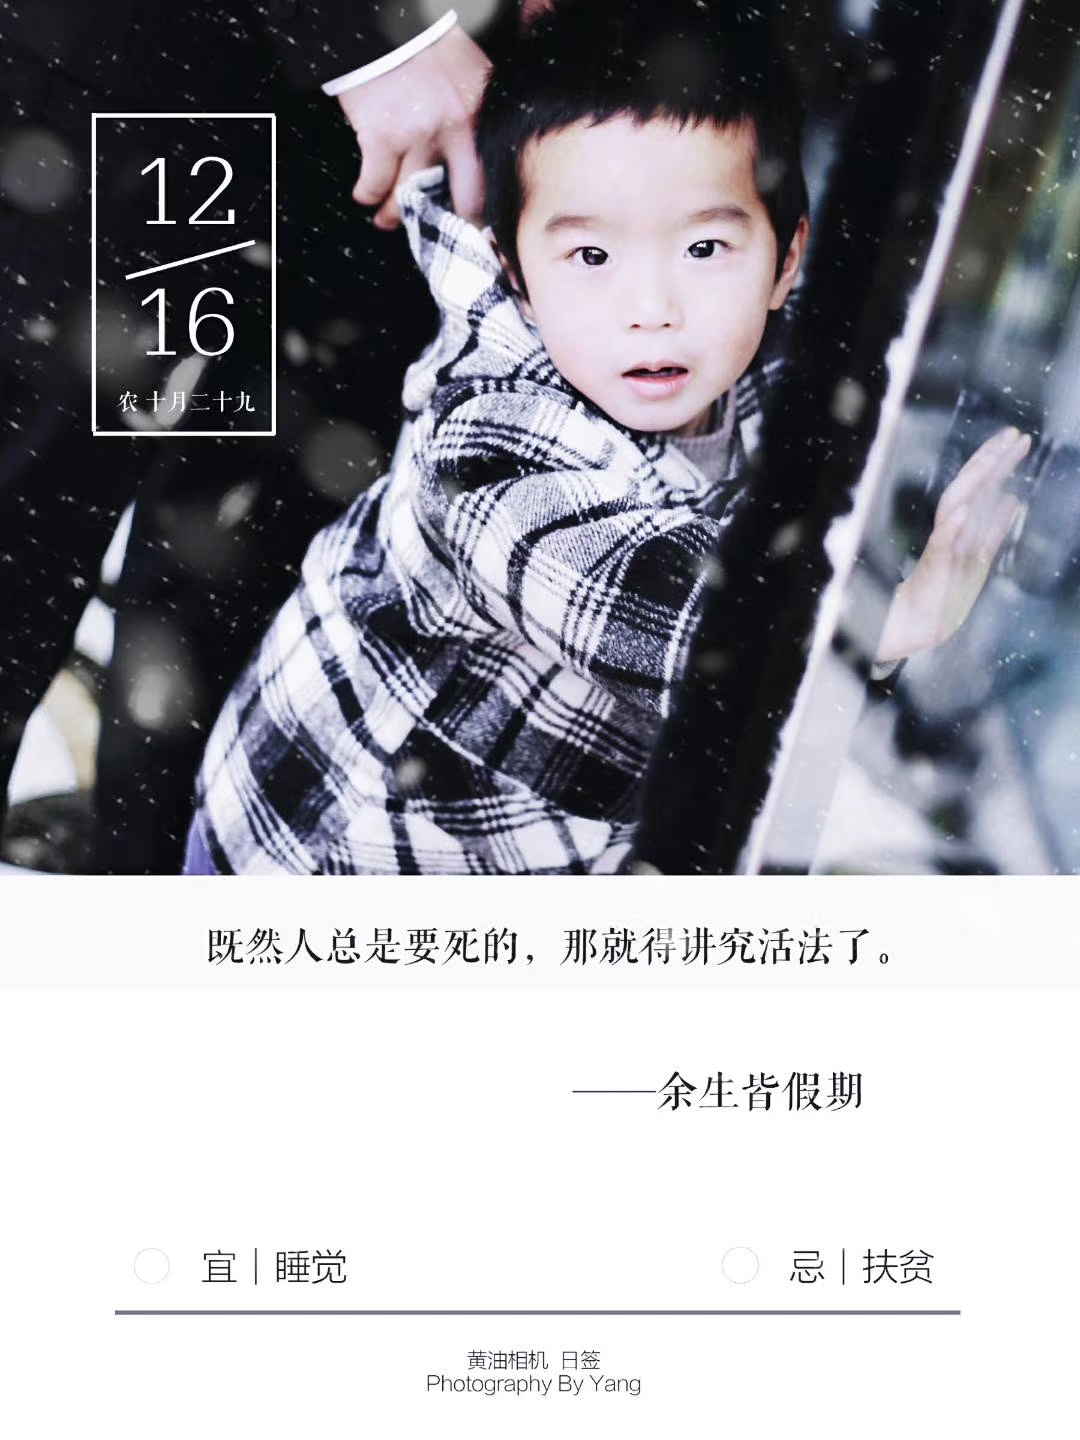 12
16
农 十月二十九
既然人总是要死的，那就得讲究活法了。
——余生皆假期
宜｜睡觉
忌｜扶贫
黄油相机 日签
Photography By Yang